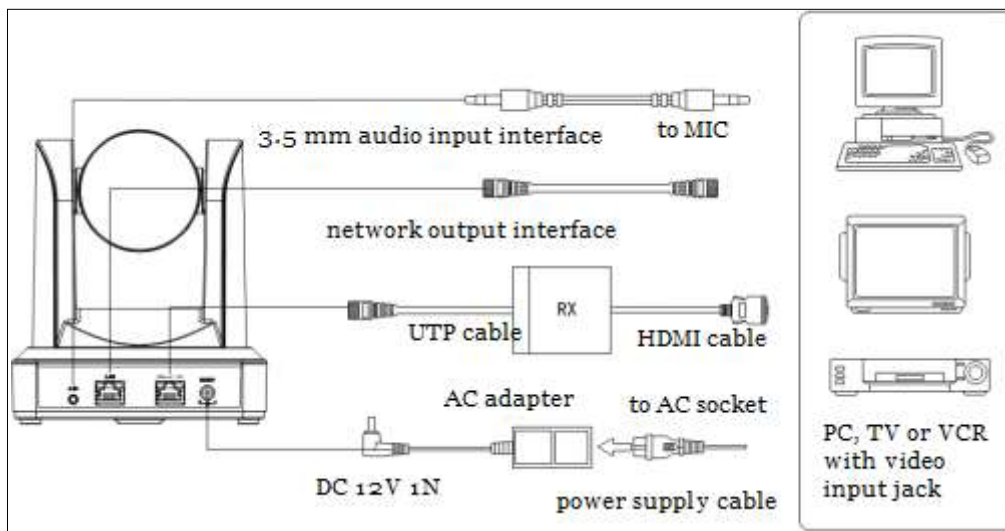 3.5 mm audio input interface
to MIC
network output interface
UTP cable
RX
HDMI cable
AC adapter
to AC socket
DC 12V 1N
power supply cable
PC, TV or VCR
with video
input jack